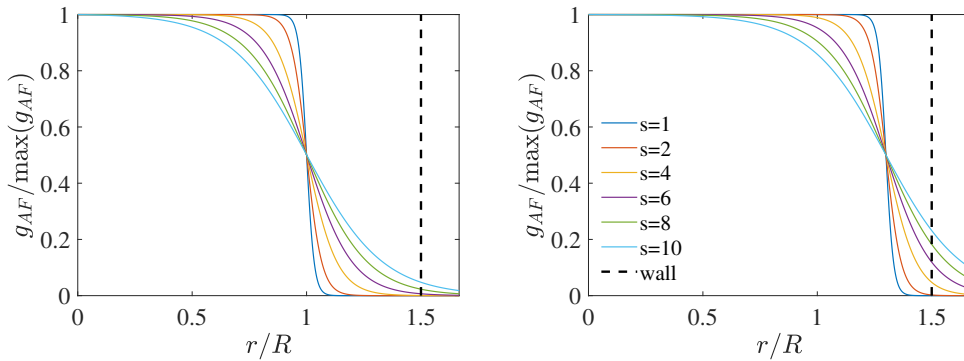 g_{AF}/max(g_{AF})
1
0.8
0.6
0.4
0.2
0
0 0.5 1 1.5
r/R
g_{AF}/max(g_{AF})
1
0.8
0.6
0.4
0.2
0
s=1
s=2
s=4
s=6
s=8
s=10
wall
0 0.5 1 1.5
r/R